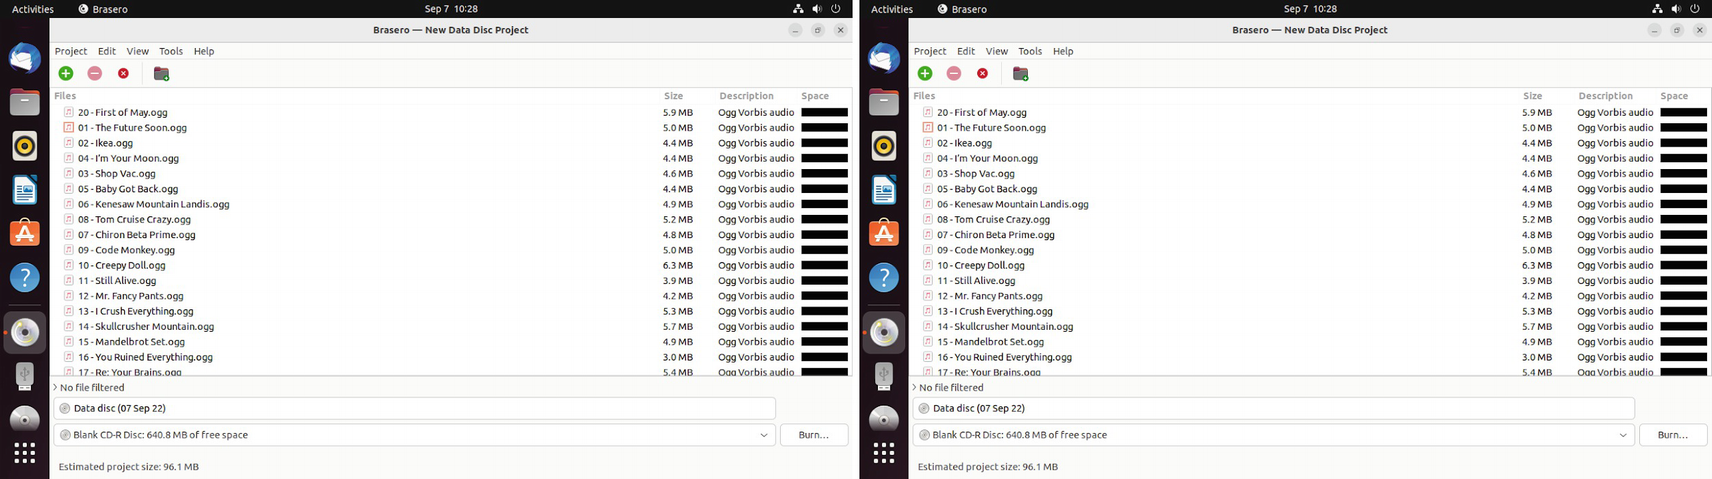 Activities Brasero Sep 7 10:28
Brasero — New Data Disc Project
Project Edit View Tools Help
Files Size Description Space
20 - First of May.ogg 5.9 MB Ogg Vorbis audio
01 - The Future Soon.ogg 5.0 MB Ogg Vorbis audio
02 - Ikea.ogg 4.4 MB Ogg Vorbis audio
04 - I'm Your Moon.ogg 4.4 MB Ogg Vorbis audio
03 - Shop Vac.ogg 4.6 MB Ogg Vorbis audio
05 - Baby Got Back.ogg 4.4 MB Ogg Vorbis audio
06 - Kenesaw Mountain Landis.ogg 4.9 MB Ogg Vorbis audio
08 - Tom Cruise Crazy.ogg 5.2 MB Ogg Vorbis audio
07 - Chiron Beta Prime.ogg 4.8 MB Ogg Vorbis audio
09 - Code Monkey.ogg 5.0 MB Ogg Vorbis audio
10 - Creepy Doll.ogg 6.3 MB Ogg Vorbis audio
11 - Still Alive.ogg 3.9 MB Ogg Vorbis audio
12 - Mr. Fancy Pants.ogg 4.2 MB Ogg Vorbis audio
13 - I Crush Everything.ogg 5.3 MB Ogg Vorbis audio
14 - Skullcrusher Mountain.ogg 5.7 MB Ogg Vorbis audio
15 - Mandelbrot Set.ogg 4.9 MB Ogg Vorbis audio
16 - You Ruined Everything.ogg 3.0 MB Ogg Vorbis audio
17 - Re: Your Brains.ogg 5.4 MB Ogg Vorbis audio
No file filtered
Data disc (07 Sep 22)
Blank CD-R Disc: 640.8 MB of free space Burn...
Estimated project size: 96.1 MB
Activities Brasero Sep 7 10:28
Brasero — New Data Disc Project
Project Edit View Tools Help
Files Size Description Space
20 - First of May.ogg 5.9 MB Ogg Vorbis audio
01 - The Future Soon.ogg 5.0 MB Ogg Vorbis audio
02 - Ikea.ogg 4.4 MB Ogg Vorbis audio
04 - I'm Your Moon.ogg 4.4 MB Ogg Vorbis audio
03 - Shop Vac.ogg 4.6 MB Ogg Vorbis audio
05 - Baby Got Back.ogg 4.4 MB Ogg Vorbis audio
06 - Kenesaw Mountain Landis.ogg 4.9 MB Ogg Vorbis audio
08 - Tom Cruise Crazy.ogg 5.2 MB Ogg Vorbis audio
07 - Chiron Beta Prime.ogg 4.8 MB Ogg Vorbis audio
09 - Code Monkey.ogg 5.0 MB Ogg Vorbis audio
10 - Creepy Doll.ogg 6.3 MB Ogg Vorbis audio
11 - Still Alive.ogg 3.9 MB Ogg Vorbis audio
12 - Mr. Fancy Pants.ogg 4.2 MB Ogg Vorbis audio
13 - I Crush Everything.ogg 5.3 MB Ogg Vorbis audio
14 - Skullcrusher Mountain.ogg 5.7 MB Ogg Vorbis audio
15 - Mandelbrot Set.ogg 4.9 MB Ogg Vorbis audio
16 - You Ruined Everything.ogg 3.0 MB Ogg Vorbis audio
17 - Re: Your Brains.ogg 5.4 MB Ogg Vorbis audio
No file filtered
Data disc (07 Sep 22)
Blank CD-R Disc: 640.8 MB of free space Burn...
Estimated project size: 96.1 MB